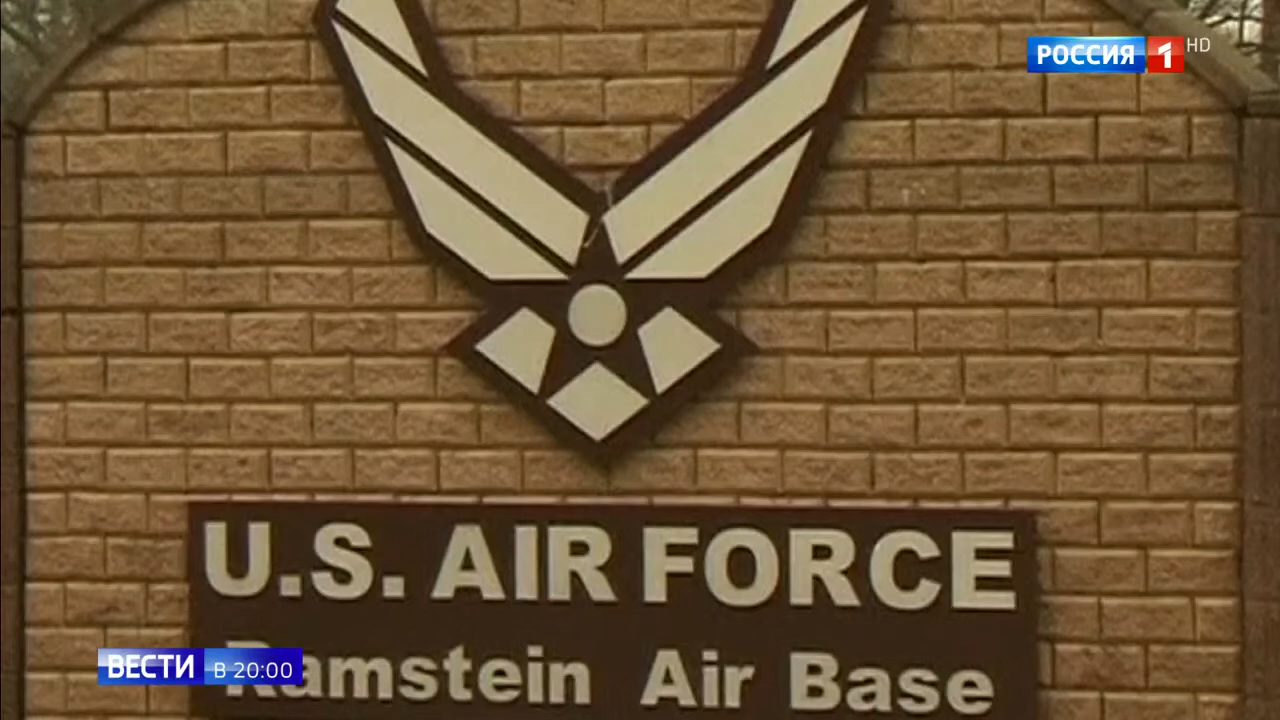 РОССИЯ 1 HD
U.S. AIR FORCE
Ramstein Air Base
ВЕСТИ В 20:00